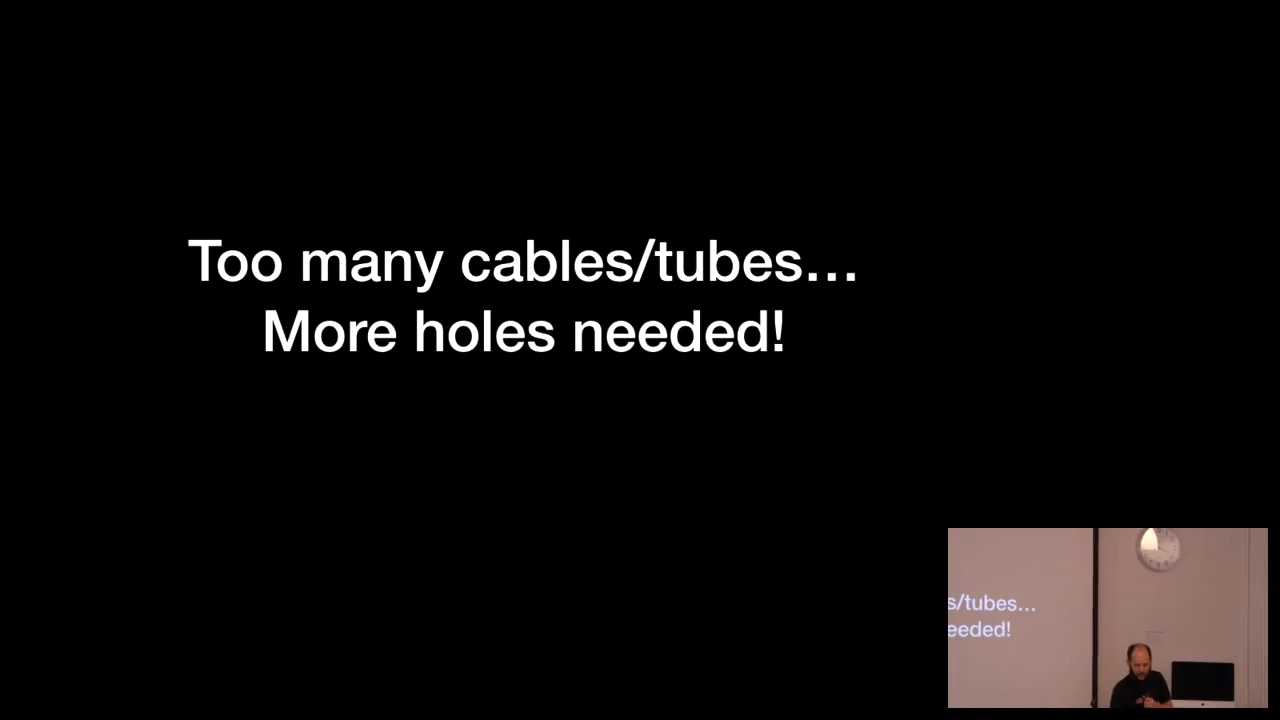 Too many cables/tubes…
More holes needed!
s/tubes…
eeded!